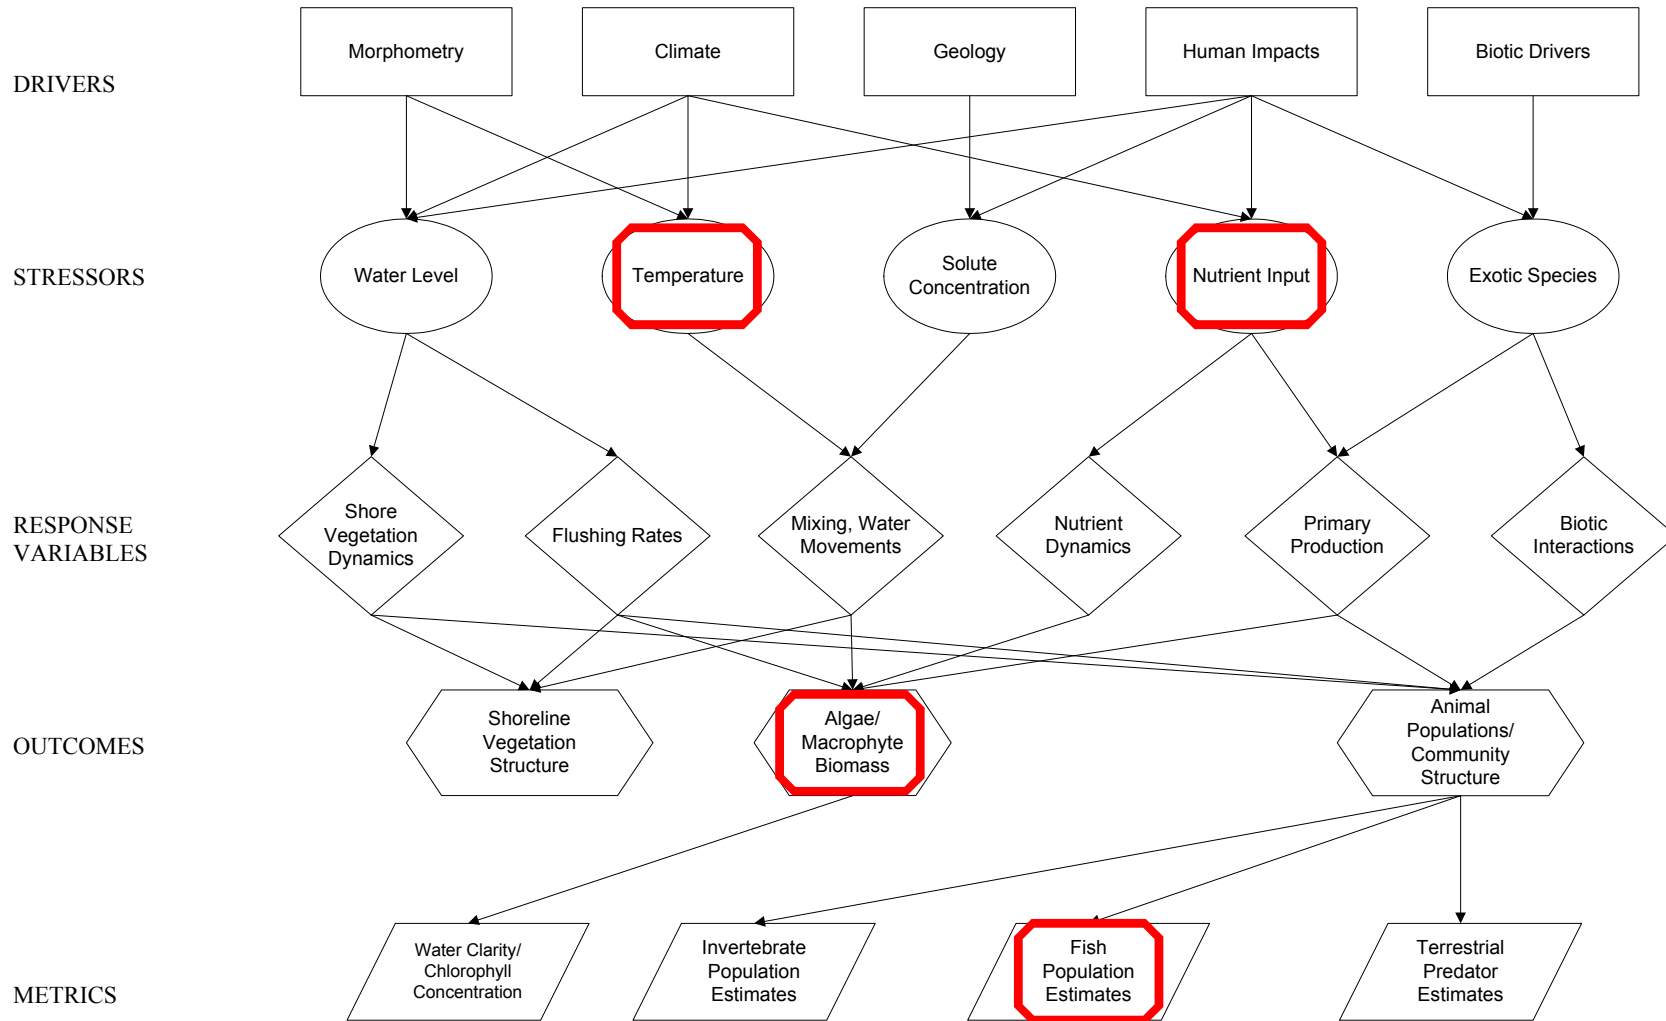 Morphometry
Climate
Geology
Human Impacts
Biotic Drivers
DRIVERS
STRESSORS
Water Level
Temperature
Solute
Concentration
Nutrient Input
Exotic Species
RESPONSE
VARIABLES
Shore
Vegetation
Dynamics
Flushing Rates
Mixing, Water
Movements
Nutrient
Dynamics
Primary
Production
Biotic
Interactions
OUTCOMES
Shoreline
Vegetation
Structure
Algae/
Macrophyte
Biomass
Animal
Populations/
Community
Structure
METRICS
Water Clarity/
Chlorophyll
Concentration
Invertebrate
Population
Estimates
Fish
Population
Estimates
Terrestrial
Predator
Estimates